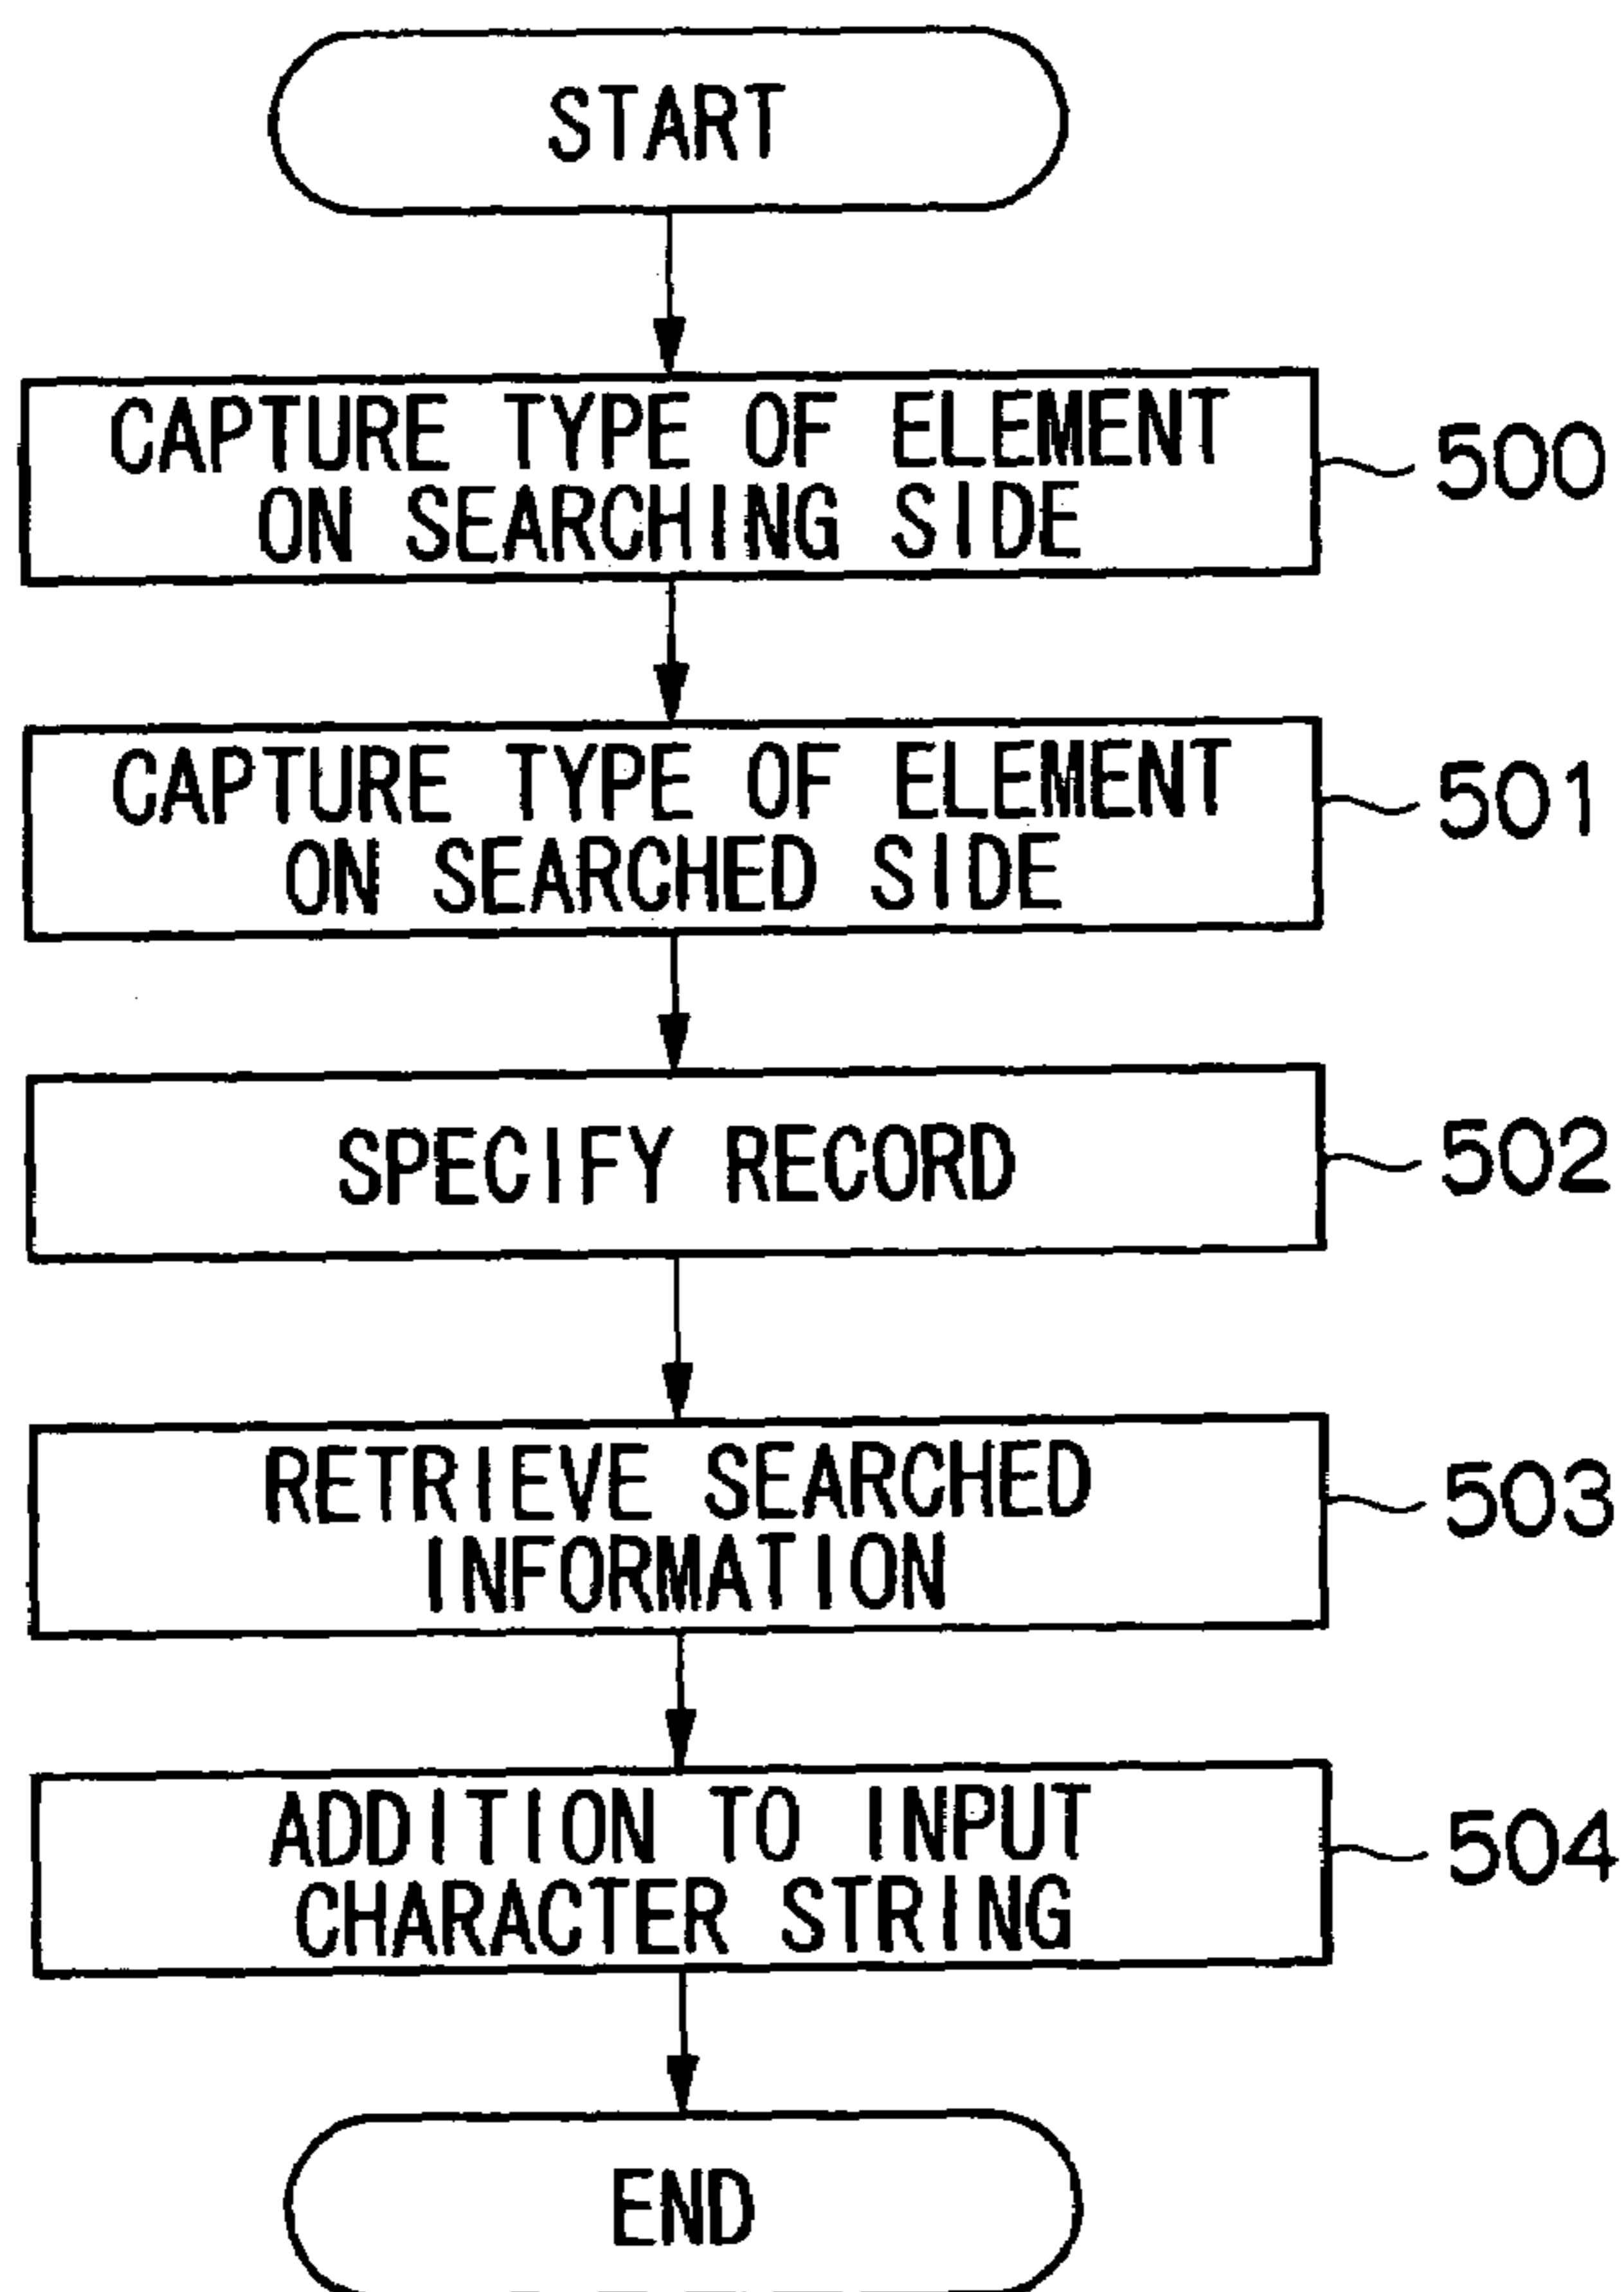 START
CAPTURE TYPE OF ELEMENT
ON SEARCHING SIDE
500
CAPTURE TYPE OF ELEMENT
ON SEARCHED SIDE
501
SPECIFY RECORD
502
RETRIEVE SEARCHED
INFORMATION
503
ADDITION TO INPUT
CHARACTER STRING
504
END